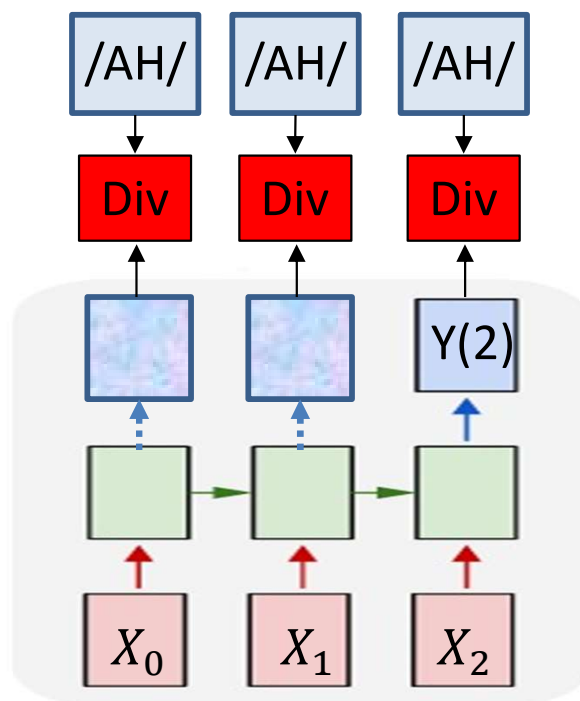 /AH/ /AH/ /AH/
Div Div Div
Y(2)
X₀ X₁ X₂